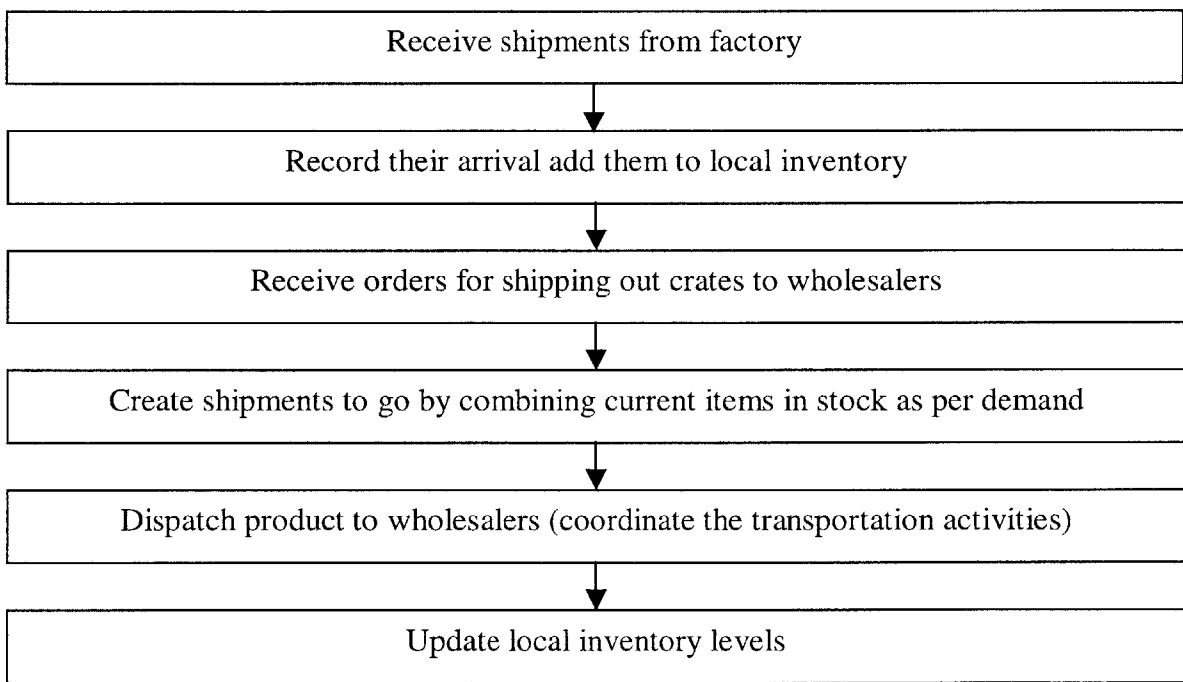 Receive shipments from factory
Record their arrival add them to local inventory
Receive orders for shipping out crates to wholesalers
Create shipments to go by combining current items in stock as per demand
Dispatch product to wholesalers (coordinate the transportation activities)
Update local inventory levels